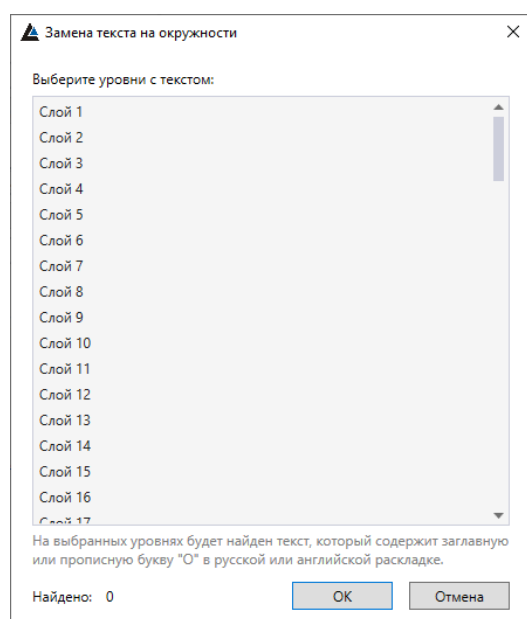 Замена текста на окружности
Выберите уровни с текстом:
Слой 1
Слой 2
Слой 3
Слой 4
Слой 5
Слой 6
Слой 7
Слой 8
Слой 9
Слой 10
Слой 11
Слой 12
Слой 13
Слой 14
Слой 15
Слой 16
Слой 17
На выбранных уровнях будет найден текст, который содержит заглавную
или прописную букву "О" в русской или английской раскладке.
Найдено: 0
ОК
Отмена